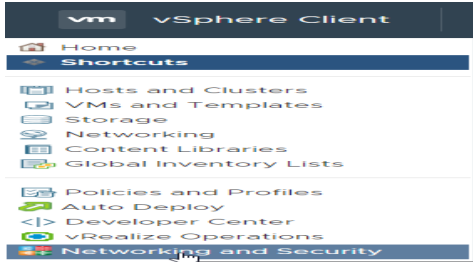 vm vSphere Client
Home
Shortcuts
Hosts and Clusters
VMs and Templates
Storage
Networking
Content Libraries
Global Inventory Lists
Policies and Profiles
Auto Deploy
Developer Center
vRealize Operations
Networking and Security